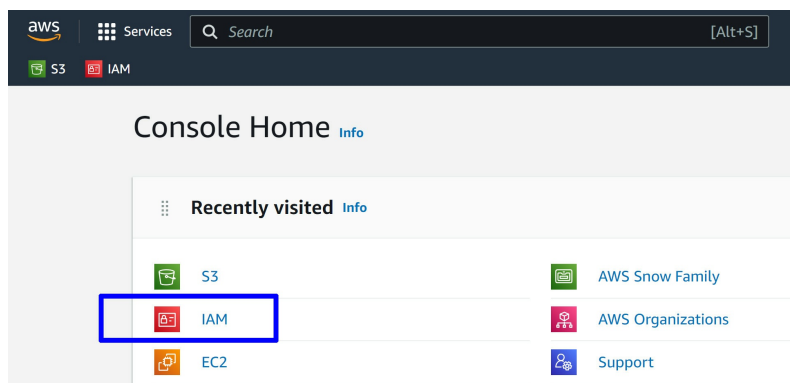 aws Services Search [Alt+S]
S3 IAM
Console Home Info
Recently visited Info
S3 AWS Snow Family
IAM AWS Organizations
EC2 Support